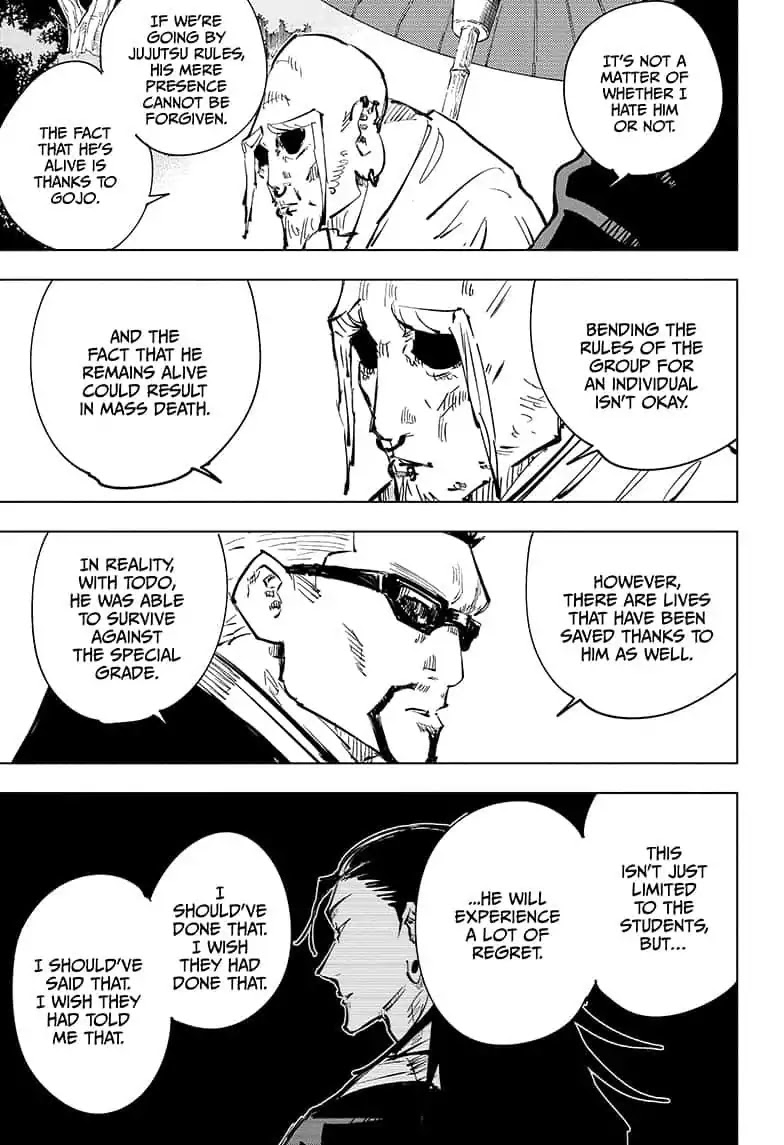 IT'S NOT A
MATTER OF
WHETHER I
HATE HIM
OR NOT.
IF WE'RE
GOING BY
JUJUTSU RULES,
HIS MERE
PRESENCE
CANNOT BE
FORGIVEN.
THE FACT
THAT HE'S
ALIVE IS
THANKS TO
GOJO.
BENDING THE
RULES OF THE
GROUP FOR
AN INDIVIDUAL
ISN'T OKAY.
AND THE
FACT THAT HE
REMAINS ALIVE
COULD RESULT
IN MASS DEATH.
HOWEVER,
THERE ARE LIVES
THAT HAVE BEEN
SAVED THANKS TO
HIM AS WELL.
IN REALITY,
WITH TODO,
HE WAS ABLE
TO SURVIVE
AGAINST
THE SPECIAL
GRADE.
THIS
ISN'T JUST
LIMITED
TO THE
STUDENTS,
BUT...
...HE WILL
EXPERIENCE
A LOT OF
REGRET.
I
SHOULD'VE
DONE THAT.
I WISH
THEY HAD
DONE THAT.
I SHOULD'VE
SAID THAT.
I WISH THEY
HAD TOLD
ME THAT.